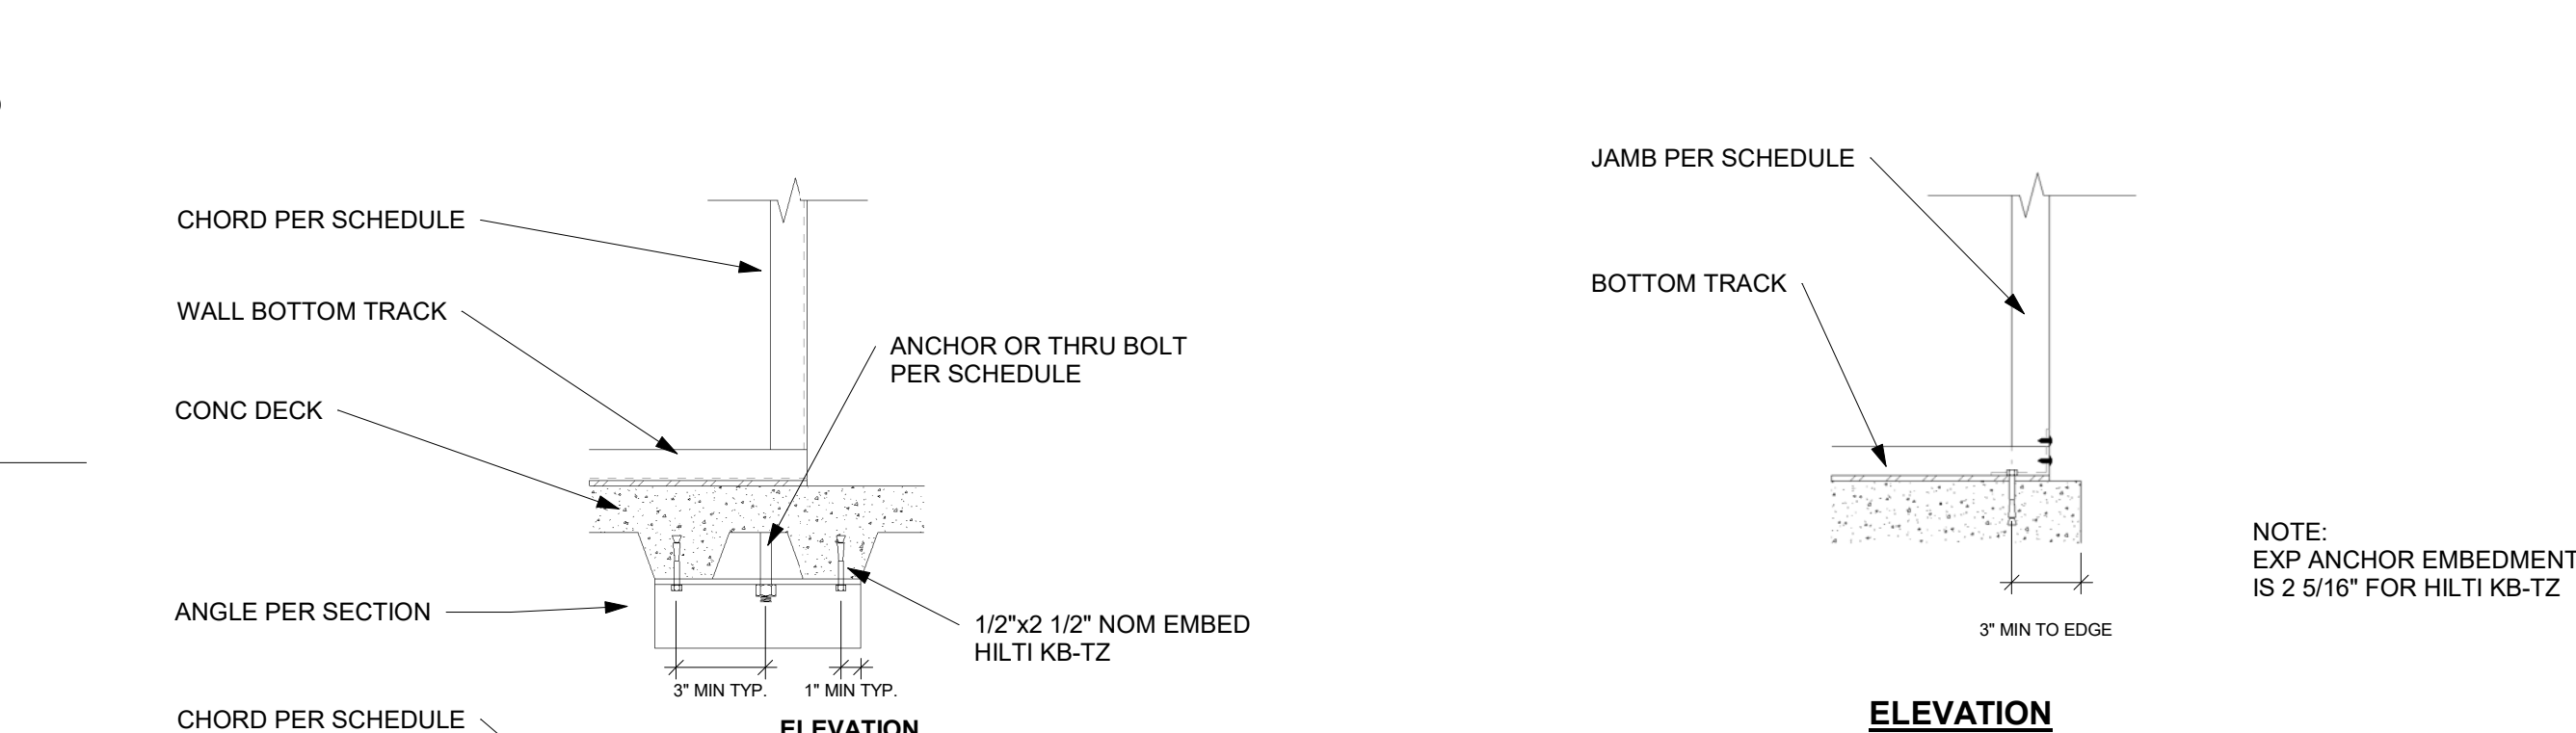 CHORD PER SCHEDULE
WALL BOTTOM TRACK
CONC DECK
ANCHOR OR THRU BOLT
PER SCHEDULE
ANGLE PER SECTION
1/2"x2 1/2" NOM EMBED
HILTI KB-TZ
3" MIN TYP.
1" MIN TYP.
ELEVATION
CHORD PER SCHEDULE
JAMB PER SCHEDULE
BOTTOM TRACK
NOTE:
EXP ANCHOR EMBEDMENT
IS 2 5/16" FOR HILTI KB-TZ
3" MIN TO EDGE
ELEVATION